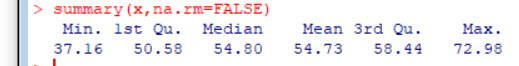 > summary(x,na.rm=FALSE)
Min. 1st Qu. Median Mean 3rd Qu. Max.
37.16 50.58 54.80 54.73 58.44 72.98